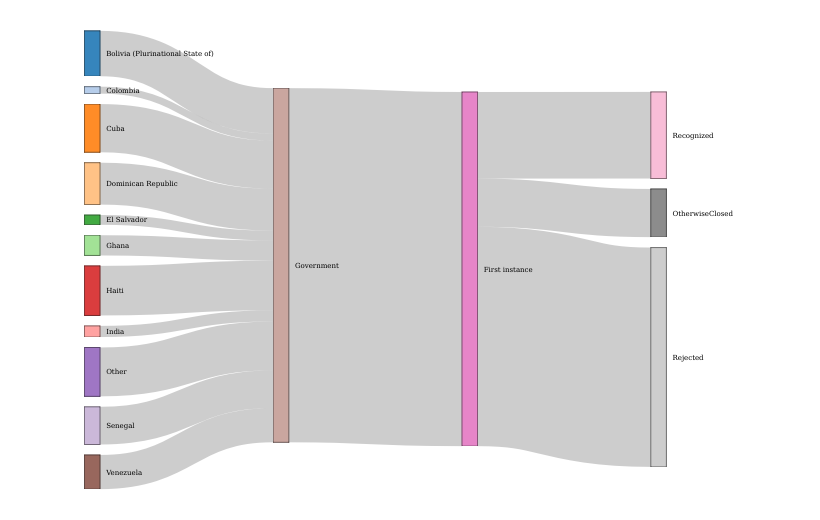 Bolivia (Plurinational State of)
Colombia
Cuba
Dominican Republic
El Salvador
Ghana
Haiti
India
Other
Senegal
Venezuela
Government
First instance
Recognized
OtherwiseClosed
Rejected